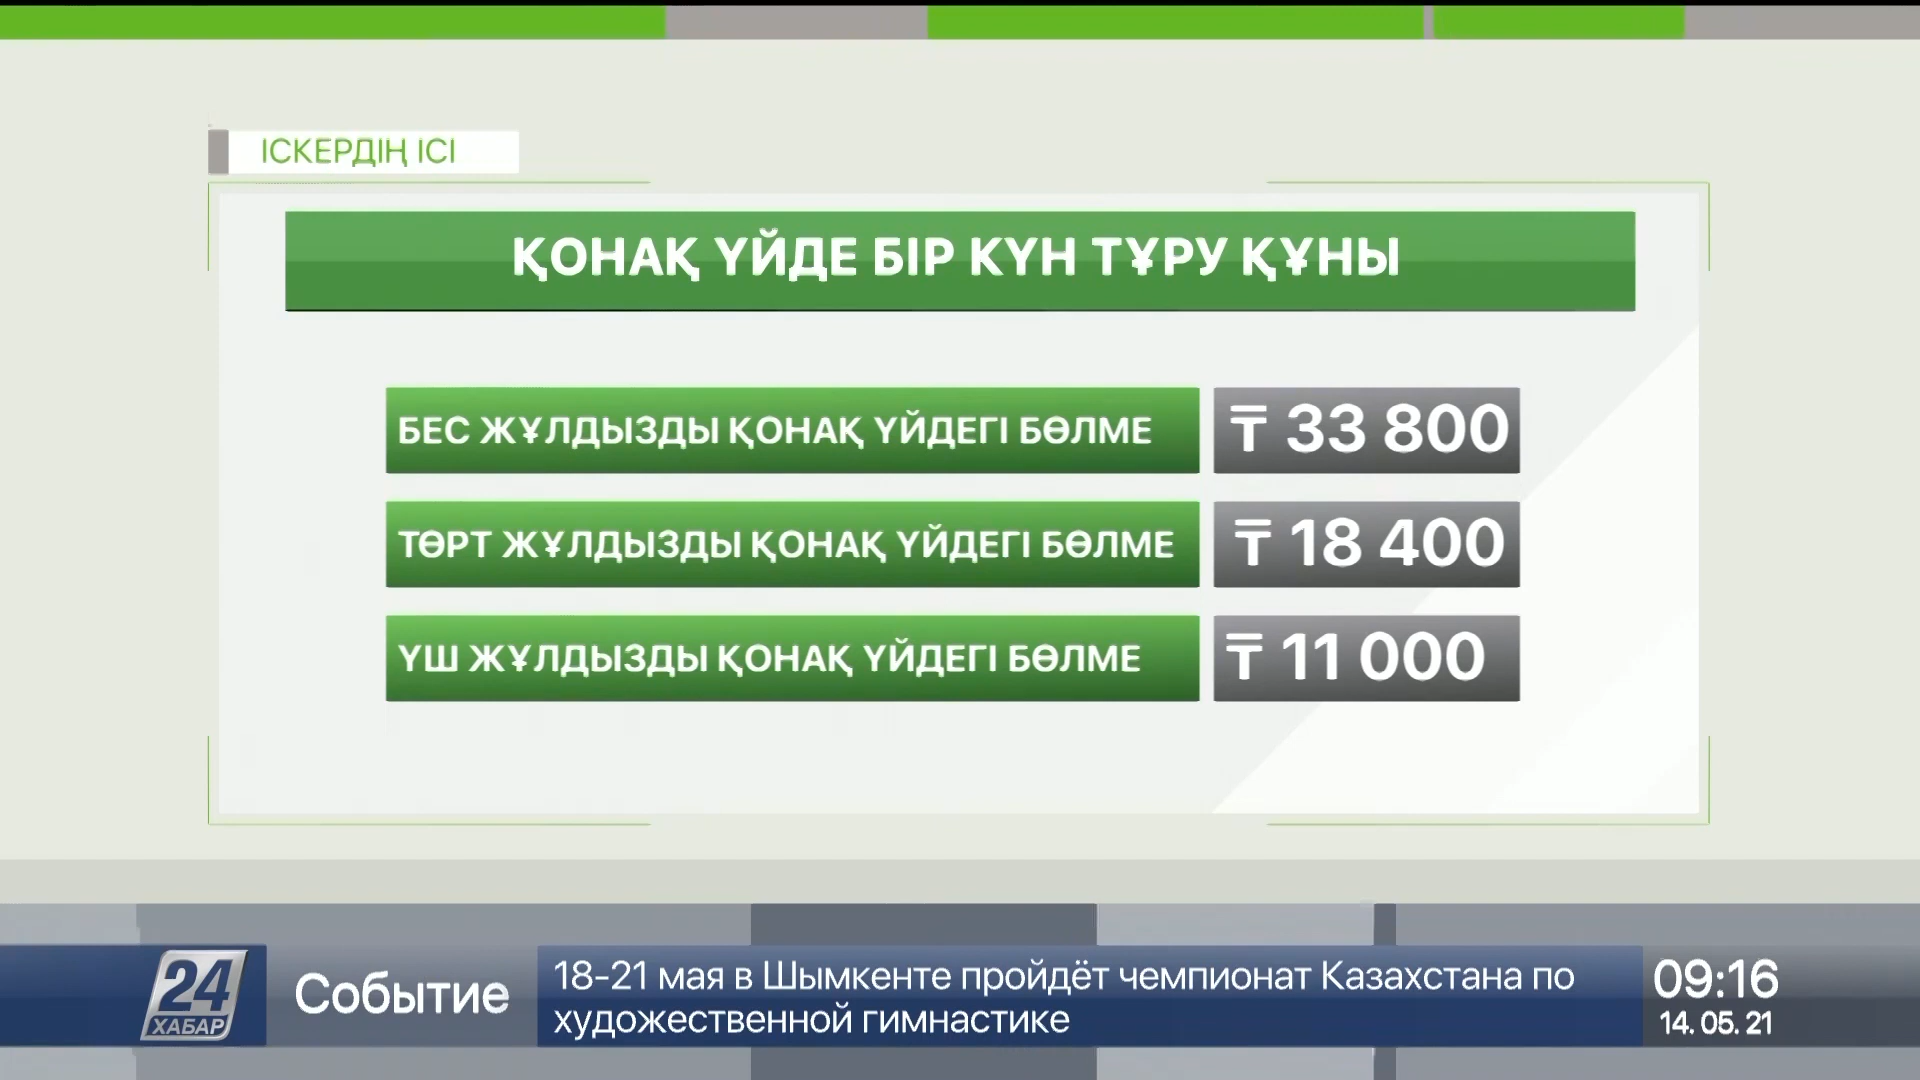 ІСКЕРДІҢ ІСІ
ҚОНАҚ ҮЙДЕ БІР КҮН ТҰРУ ҚҰНЫ
БЕС ЖҰЛДЫЗДЫ ҚОНАҚ ҮЙДЕГІ БӨЛМЕ ₸ 33 800
ТӨРТ ЖҰЛДЫЗДЫ ҚОНАҚ ҮЙДЕГІ БӨЛМЕ ₸ 18 400
ҮШ ЖҰЛДЫЗДЫ ҚОНАҚ ҮЙДЕГІ БӨЛМЕ ₸ 11 000
24
ХАБАР
Событие
18-21 мая в Шымкенте пройдёт чемпионат Казахстана по
художественной гимнастике
09:16
14. 05. 21